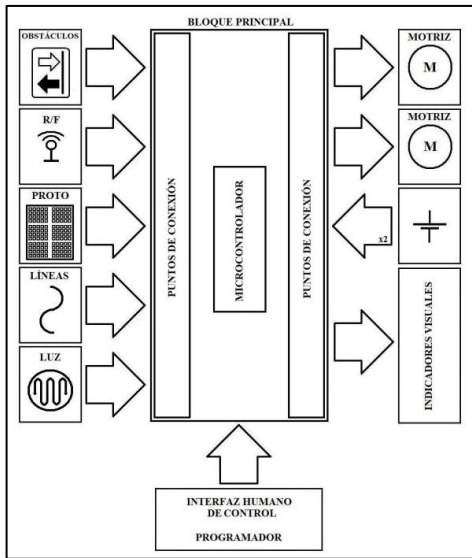 BLOQUE PRINCIPAL
OBSTÁCULOS
R/F
PROTO
LÍNEAS
LUZ
PUNTOS DE CONEXIÓN
MICROCONTROLADOR
PUNTOS DE CONEXIÓN
MOTRIZ
M
MOTRIZ
M
x2
INDICADORES VISUALES
INTERFAZ HUMANO
DE CONTROL
PROGRAMADOR